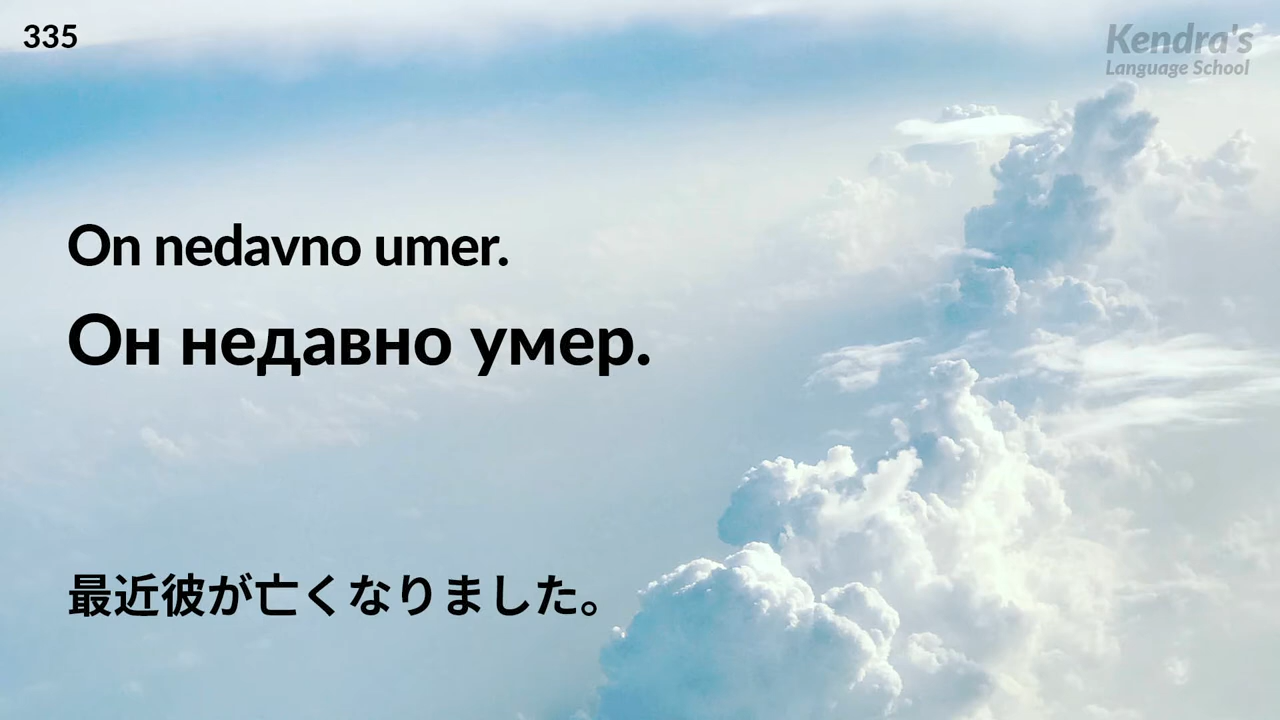 335
Kendra's
Language School
On nedavno umer.
Он недавно умер.
最近彼が亡くなりました。